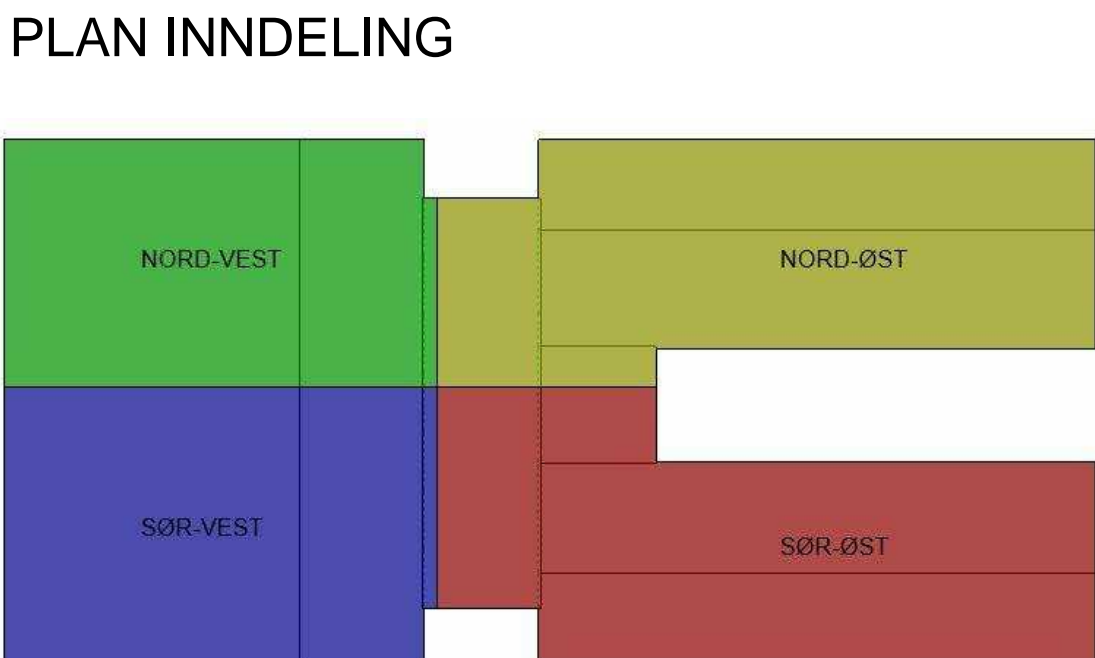 PLAN INNDELING
NORD-VEST
NORD-ØST
SØR-VEST
SØR-ØST